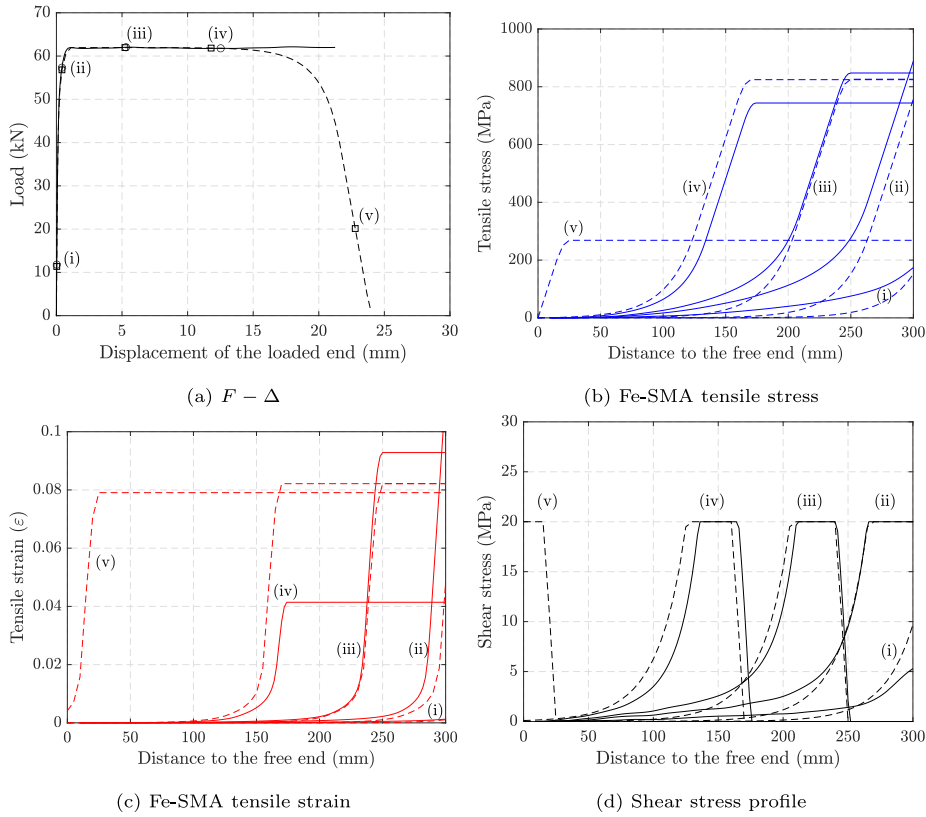 70
60
50
40
30
20
10
0
Load (kN)
(i)
(ii)
(iii)
(iv)
(v)
0 5 10 15 20 25 30
Displacement of the loaded end (mm)
(a) F − Δ
1000
800
600
400
200
0
Tensile stress (MPa)
(v)
(iv)
(iii)
(ii)
(i)
0 50 100 150 200 250 300
Distance to the free end (mm)
(b) Fe-SMA tensile stress
0.1
0.08
0.06
0.04
0.02
0
Tensile strain (ε)
(v)
(iv)
(iii)
(ii)
(i)
0 50 100 150 200 250 300
Distance to the free end (mm)
(c) Fe-SMA tensile strain
30
25
20
15
10
5
0
Shear stress (MPa)
(v)
(iv)
(iii)
(ii)
(i)
0 50 100 150 200 250 300
Distance to the free end (mm)
(d) Shear stress profile